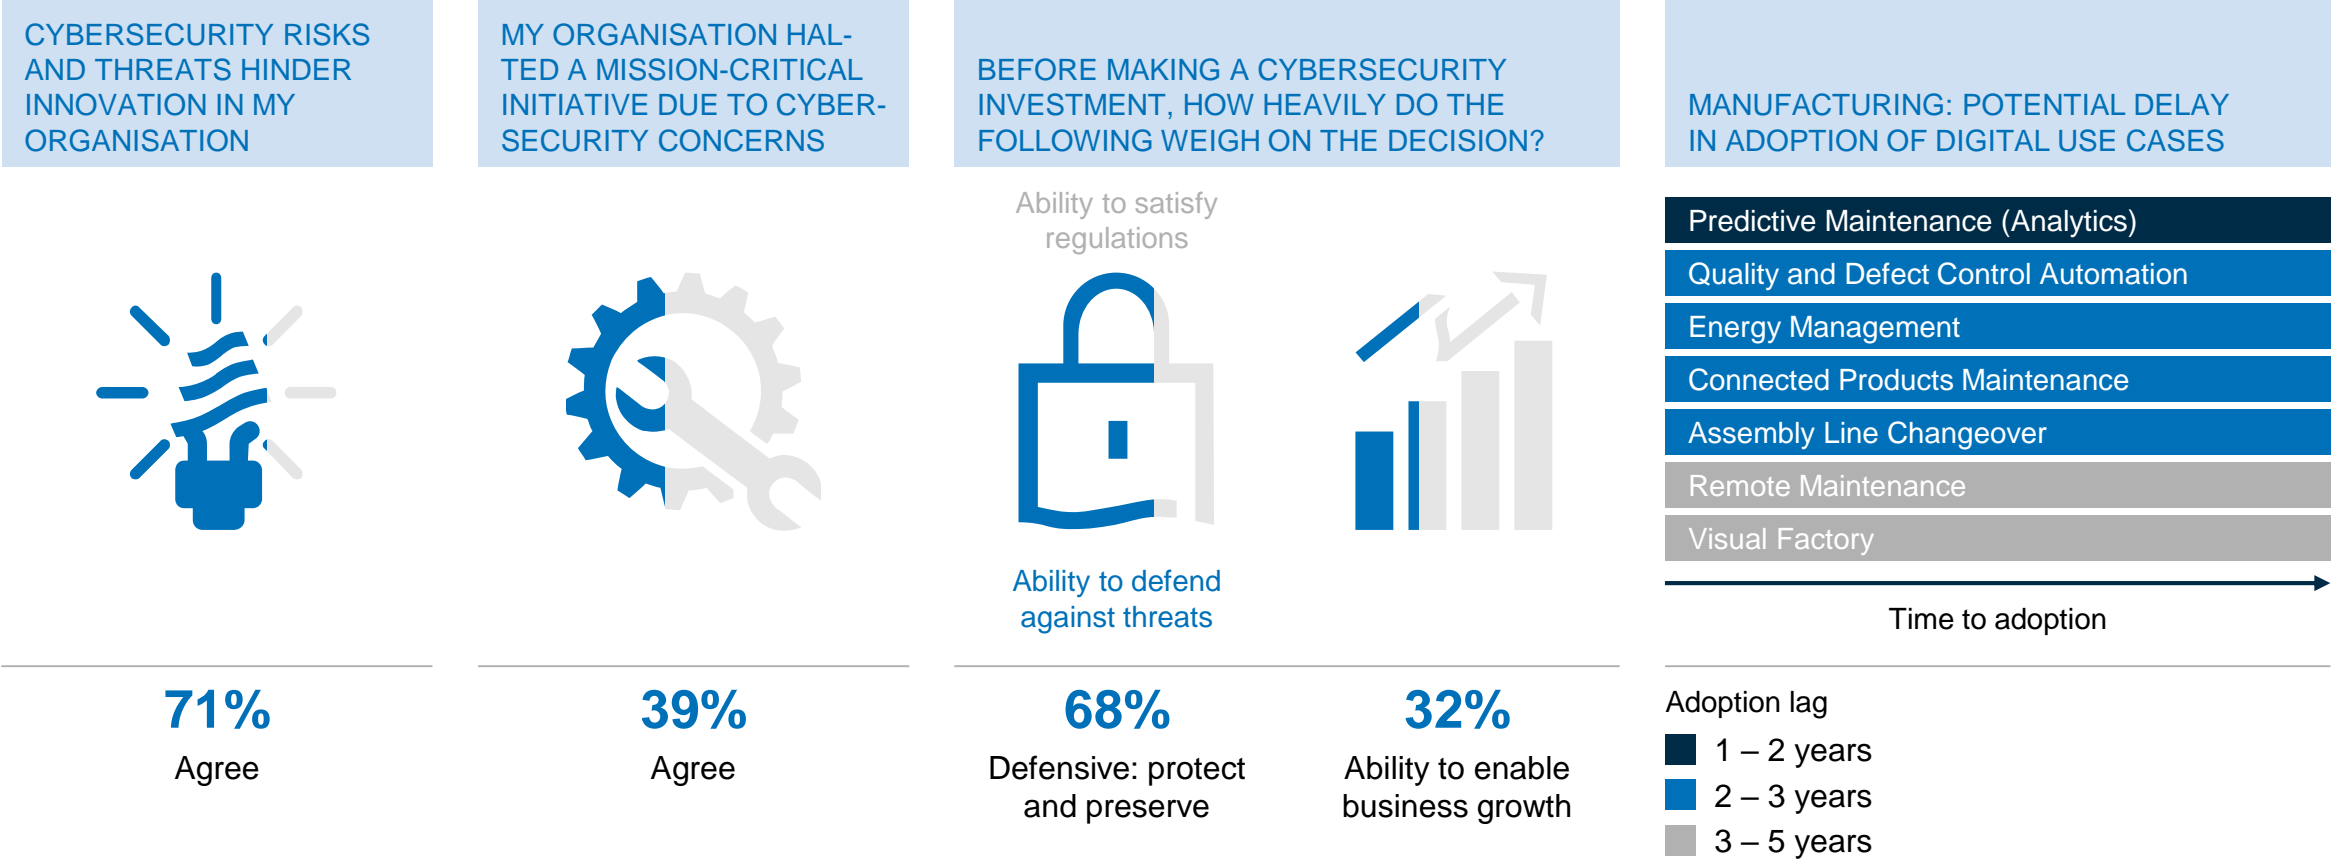 CYBERSECURITY RISKS
AND THREATS HINDER
INNOVATION IN MY
ORGANISATION
71%
Agree
MY ORGANISATION HAL-
TED A MISSION-CRITICAL
INITIATIVE DUE TO CYBER-
SECURITY CONCERNS
39%
Agree
BEFORE MAKING A CYBERSECURITY
INVESTMENT, HOW HEAVILY DO THE
FOLLOWING WEIGH ON THE DECISION?
Ability to satisfy
regulations
Ability to defend
against threats
68%
Defensive: protect
and preserve
32%
Ability to enable
business growth
MANUFACTURING: POTENTIAL DELAY
IN ADOPTION OF DIGITAL USE CASES
Predictive Maintenance (Analytics)
Quality and Defect Control Automation
Energy Management
Connected Products Maintenance
Assembly Line Changeover
Remote Maintenance
Visual Factory
Time to adoption
Adoption lag
1 – 2 years
2 – 3 years
3 – 5 years